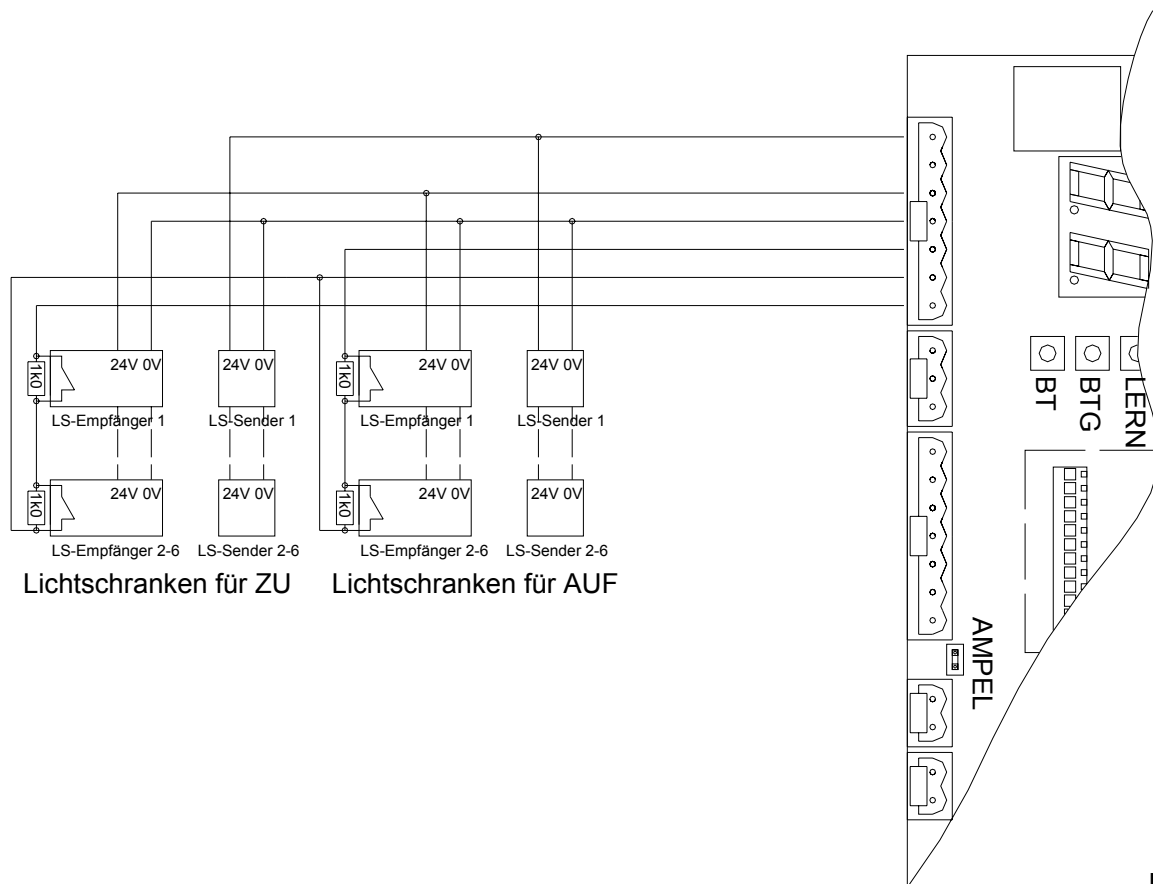 1k0
24V 0V
LS-Empfänger 1
24V 0V
LS-Sender 1
1k0
24V 0V
LS-Empfänger 1
24V 0V
LS-Sender 1
1k0
24V 0V
LS-Empfänger 2-6
24V 0V
LS-Sender 2-6
1k0
24V 0V
LS-Empfänger 2-6
24V 0V
LS-Sender 2-6
Lichtschranken für ZU
Lichtschranken für AUF
BT
BTG
LERN
AMPEL